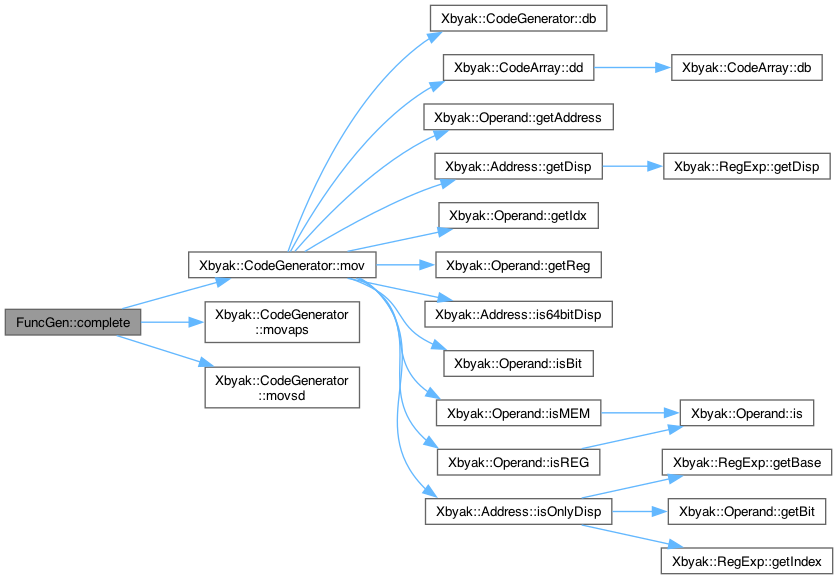 Xbyak::CodeGenerator::db
Xbyak::CodeArray::dd
Xbyak::CodeArray::db
Xbyak::Operand::getAddress
Xbyak::Address::getDisp
Xbyak::RegExp::getDisp
Xbyak::Operand::getIdx
Xbyak::CodeGenerator::mov
Xbyak::Operand::getReg
FuncGen::complete
Xbyak::CodeGenerator
::movaps
Xbyak::Address::is64bitDisp
Xbyak::Operand::isBit
Xbyak::CodeGenerator
::movsd
Xbyak::Operand::isMEM
Xbyak::Operand::is
Xbyak::Operand::isREG
Xbyak::RegExp::getBase
Xbyak::Address::isOnlyDisp
Xbyak::Operand::getBit
Xbyak::RegExp::getIndex